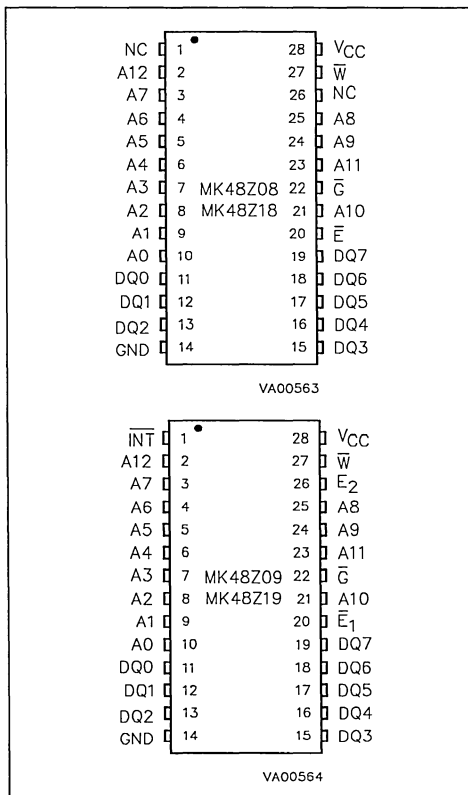 NC 1 28 V_CC
A12 2 27 W̅
A7 3 26 NC
A6 4 25 A8
A5 5 24 A9
A4 6 23 A11
A3 7 MK48Z08 22 G̅
A2 8 MK48Z18 21 A10
A1 9 20 E̅
A0 10 19 DQ7
DQ0 11 18 DQ6
DQ1 12 17 DQ5
DQ2 13 16 DQ4
GND 14 15 DQ3
VA00563
I̅N̅T̅ 1 28 V_CC
A12 2 27 W̅
A7 3 26 E₂
A6 4 25 A8
A5 5 24 A9
A4 6 23 A11
A3 7 MK48Z09 22 G̅
A2 8 MK48Z19 21 A10
A1 9 20 E̅₁
A0 10 19 DQ7
DQ0 11 18 DQ6
DQ1 12 17 DQ5
DQ2 13 16 DQ4
GND 14 15 DQ3
VA00564